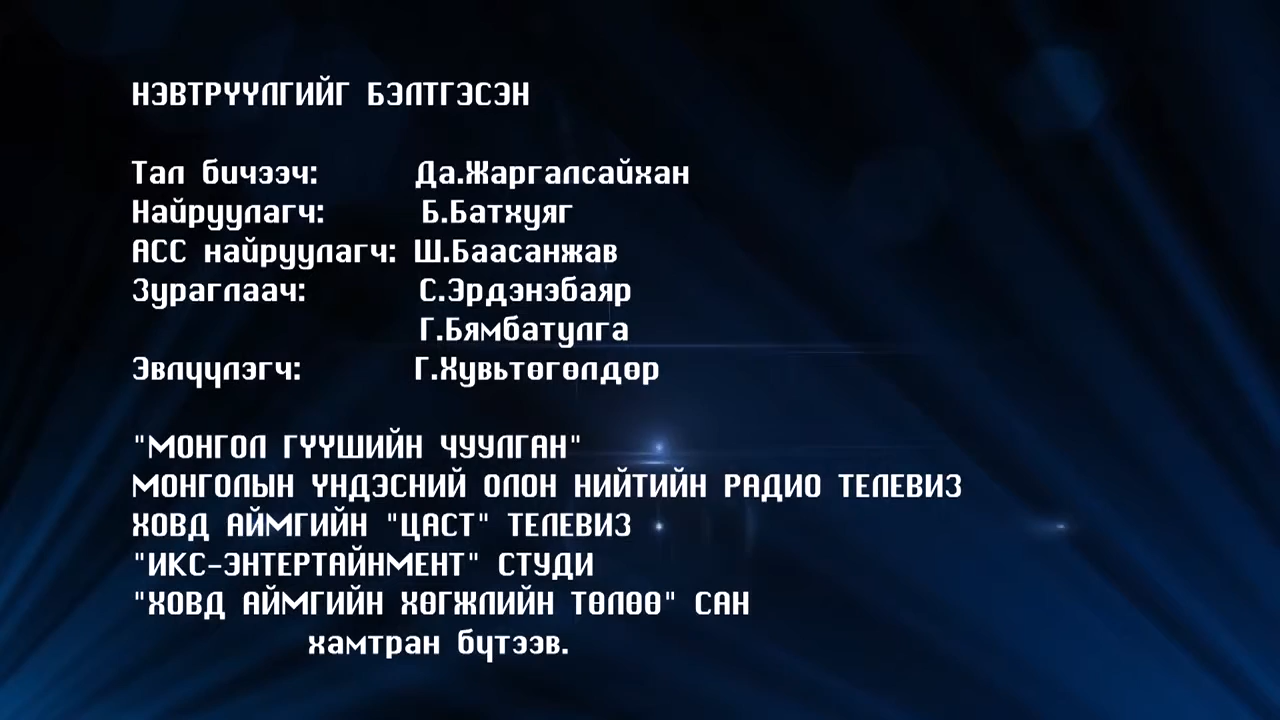 НЭВТРҮҮЛГИЙГ БЭЛТГЭСЭН
Тал бичээч: Да.Жаргалсайхан
Найруулагч: Б.Батхуяг
АСС найруулагч: Ш.Баасанжав
Зураглаач: С.Эрдэнэбаяр
Г.Бямбатулга
Эвлүүлэгч: Г.Хувьтөгөлдөр
"МОНГОЛ ГҮҮШИЙН ЧУУЛГАН"
МОНГОЛЫН ҮНДЭСНИЙ ОЛОН НИЙТИЙН РАДИО ТЕЛЕВИЗ
ХОВД АЙМГИЙН "ЦАСТ" ТЕЛЕВИЗ
"ИКС-ЭНТЕРТАЙНМЕНТ" СТУДИ
"ХОВД АЙМГИЙН ХӨГЖЛИЙН ТӨЛӨӨ" САН
хамтран бүтээв.